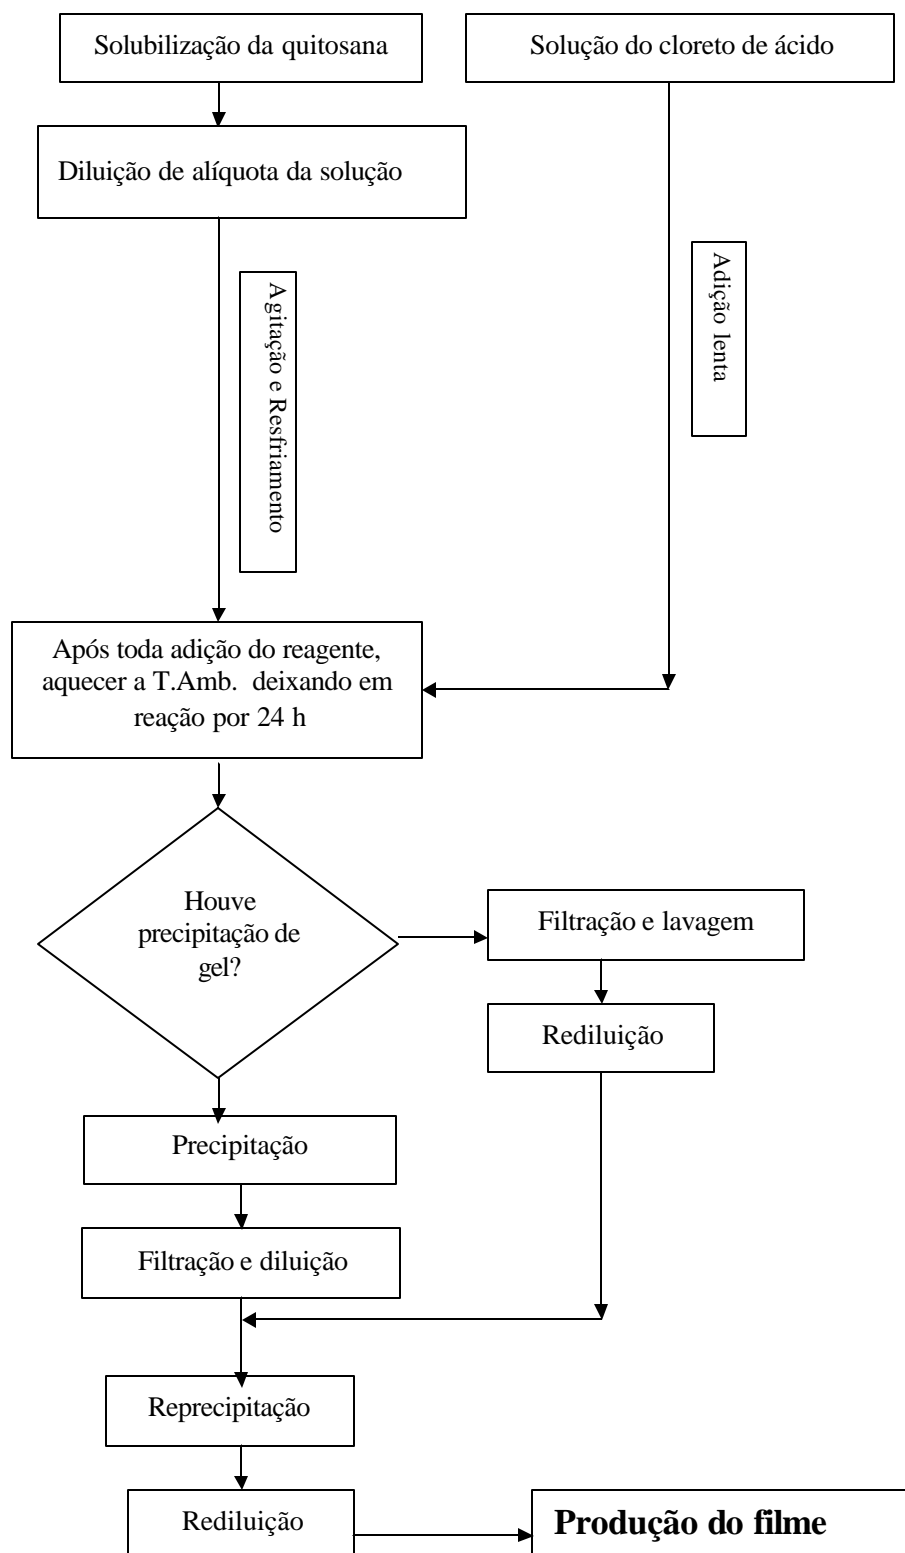 Solubilização da quitosana
Solução do cloreto de ácido
Diluição de alíquota da solução
Agitação e Resfriamento
Adição lenta
Após toda adição do reagente,
aquecer a T.Amb. deixando em
reação por 24 h
Houve
precipitação de
gel?
Filtração e lavagem
Rediluição
Precipitação
Filtração e diluição
Reprecipitação
Rediluição
Produção do filme